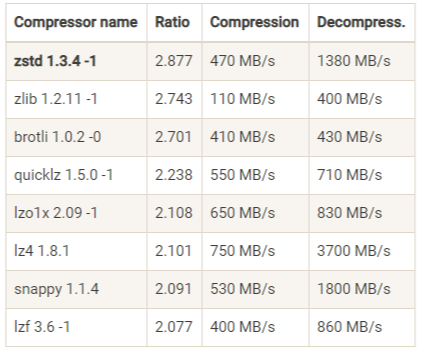 Compressor name Ratio Compression Decompress.
zstd 1.3.4 -1 2.877 470 MB/s 1380 MB/s
zlib 1.2.11 -1 2.743 110 MB/s 400 MB/s
brotli 1.0.2 -0 2.701 410 MB/s 430 MB/s
quicklz 1.5.0 -1 2.238 550 MB/s 710 MB/s
lzo1x 2.09 -1 2.108 650 MB/s 830 MB/s
lz4 1.8.1 2.101 750 MB/s 3700 MB/s
snappy 1.1.4 2.091 530 MB/s 1800 MB/s
lzf 3.6 -1 2.077 400 MB/s 860 MB/s